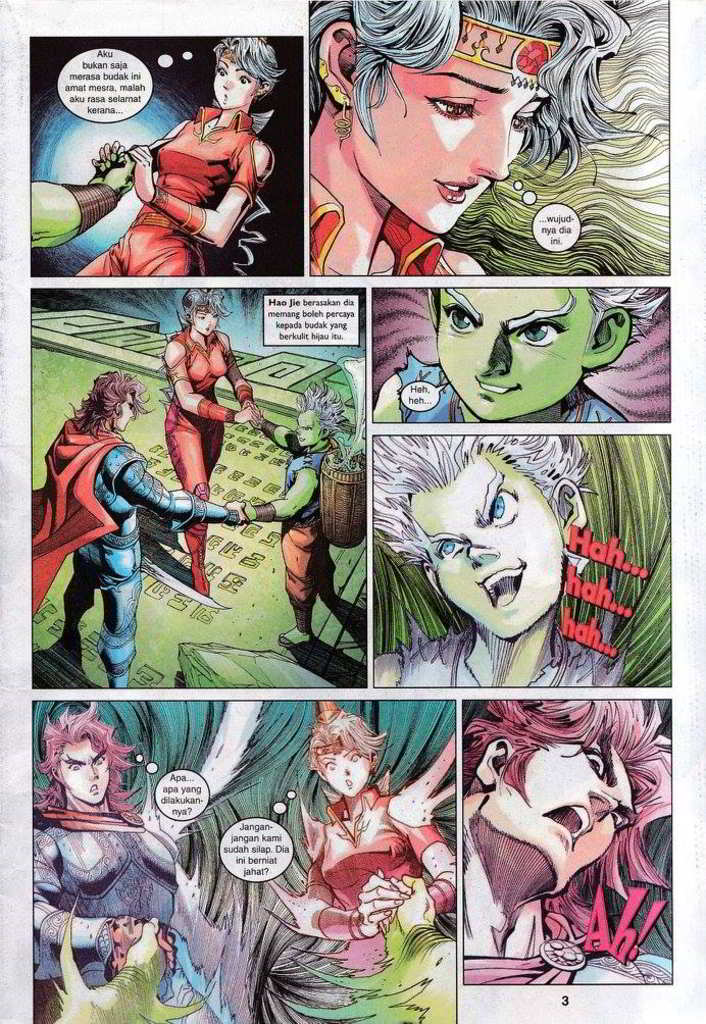 Aku
bukan saja
merasa budak ini
amat mesra, malah
aku rasa selamat
kerana...
...wujud-
nya dia
ini.
Hao Jie berasakan dia
memang boleh percaya
kepada budak yang
berkulit hijau itu.
Heh,
heh...
Hah...
hah...
hah...
Apa...
apa yang
dilakukan-
nya?
Jangan-
jangan kami
sudah silap. Dia
ini berniat
jahat?
Ah!
3